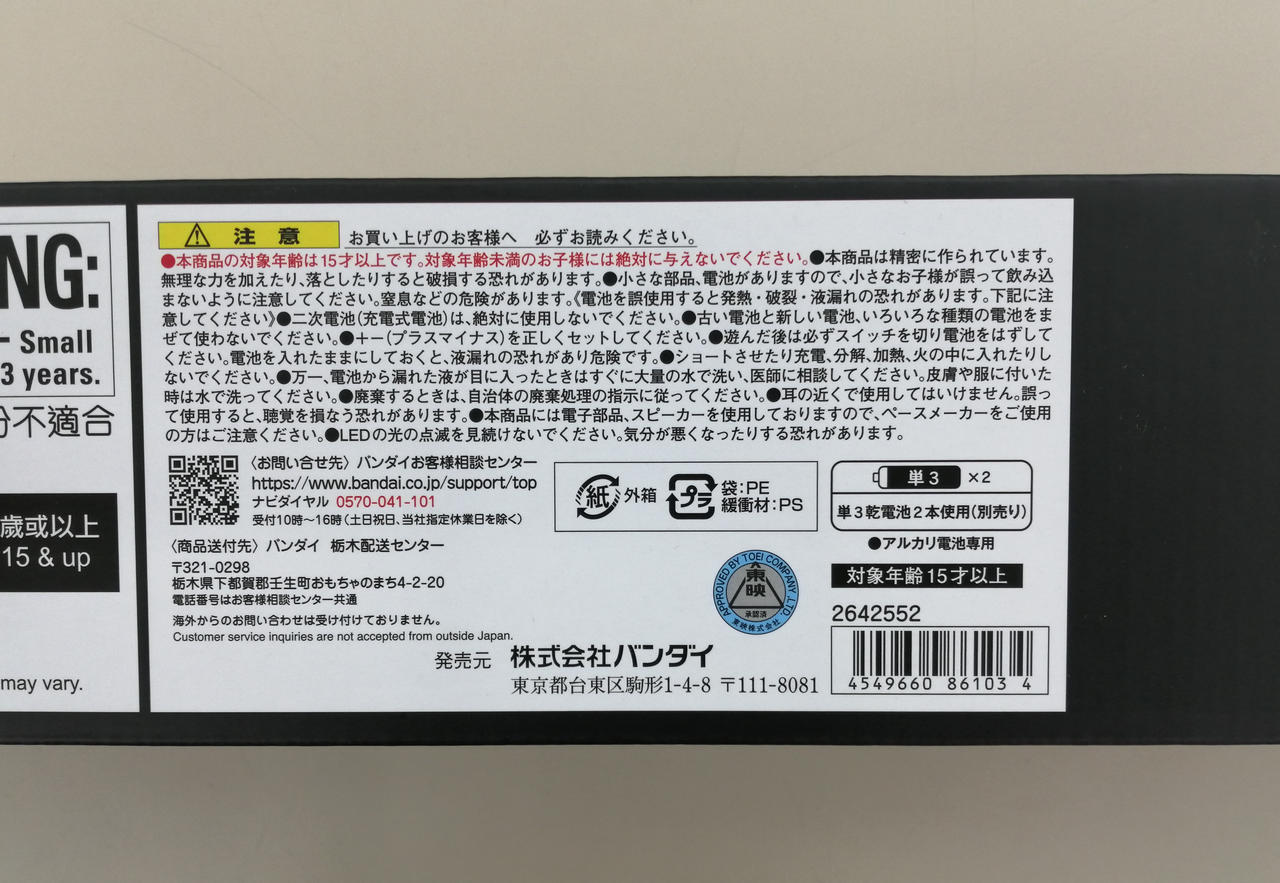 NG:
Small
3 years.
分不適合
歲或以上
15 & up
may vary.
注意 お買い上げのお客様へ 必ずお読みください。
●本商品の対象年齢は15才以上です。対象年齢未満のお子様には絶対に与えないでください。●本商品は精密に作られています。
無理な力を加えたり、落としたりすると破損する恐れがあります。●小さな部品、電池がありますので、小さなお子様が誤って飲み込
まないように注意してください。窒息などの危険があります。《電池を誤使用すると発熱・破裂・液漏れの恐れがあります。下記に注
意してください》●二次電池(充電式電池)は、絶対に使用しないでください。●古い電池と新しい電池、いろいろな種類の電池をま
ぜて使わないでください。●+-(プラスマイナス)を正しくセットしてください。●遊んだ後は必ずスイッチを切り電池をはずして
ください。電池を入れたままにしておくと、液漏れの恐れがあり危険です。●ショートさせたり充電、分解、加熱、火の中に入れたりし
ないでください。●万一、電池から漏れた液が目に入ったときはすぐに大量の水で洗い、医師に相談してください。皮膚や服に付いた
時は水で洗ってください。●廃棄するときは、自治体の廃棄処理の指示に従ってください。●耳の近くで使用してはいけません。誤っ
て使用すると、聴覚を損なう恐れがあります。●本商品には電子部品、スピーカーを使用しておりますので、ペースメーカーをご使用
の方はご注意ください。●LEDの光の点滅を見続けないでください。気分が悪くなったりする恐れがあります。
〈お問い合せ先〉バンダイお客様相談センター
https://www.bandai.co.jp/support/top
ナビダイヤル 0570-041-101
受付10時〜16時(土日祝日、当社指定休業日を除く)
〈商品送付先〉バンダイ 栃木配送センター
〒321-0298
栃木県下都賀郡壬生町おもちゃのまち4-2-20
電話番号はお客様相談センター共通
海外からのお問い合わせは受け付けておりません。
Customer service inquiries are not accepted from outside Japan.
発売元 株式会社バンダイ
東京都台東区駒形1-4-8 〒111-8081
紙 外箱
プラ 袋:PE
緩衝材:PS
APPROVED BY TOEI COMPANY, LTD.
東映
承認済
東映株式会社
単3 ×2
単3乾電池2本使用(別売り)
●アルカリ電池専用
対象年齢15才以上
2642552
4549660 86103 4